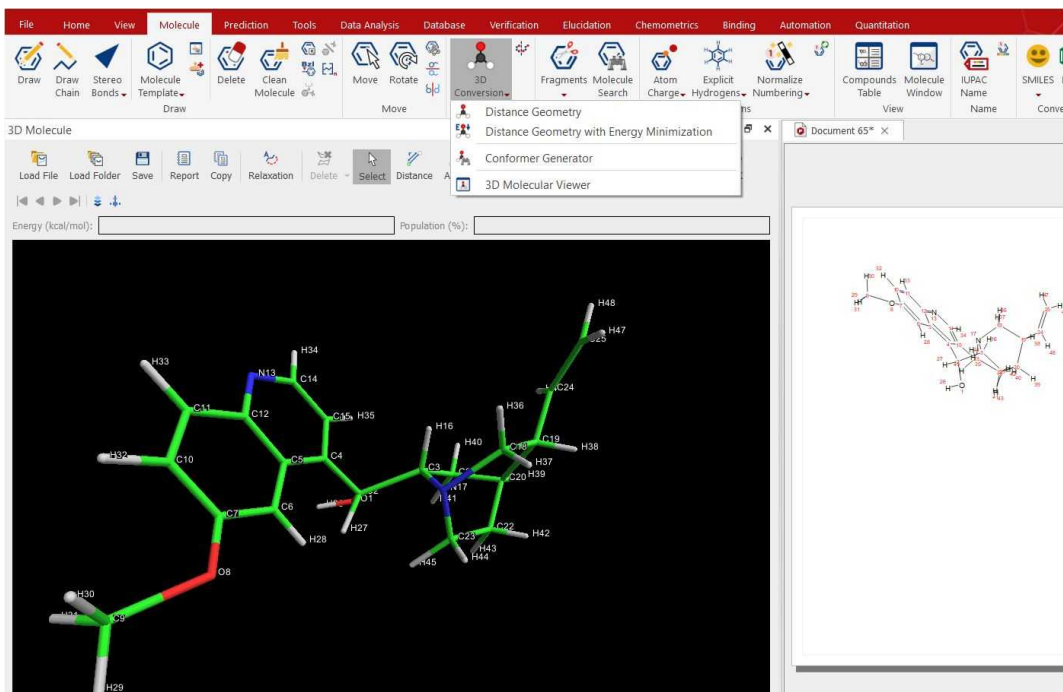 File Home View Molecule Prediction Tools Data Analysis Database Verification Elucidation Chemometrics Binding Automation Quantitation
Draw Draw Chain Stereo Bonds Molecule Template Delete Clean Molecule Move Rotate 3D Conversion Fragments Molecule Search Atom Charge Explicit Hydrogens Normalize Numbering Compounds Table Molecule Window IUPAC Name SMILES
Draw Move View Name
Distance Geometry
Distance Geometry with Energy Minimization
Conformer Generator
3D Molecular Viewer
3D Molecule
Document 65*
Load File Load Folder Save Report Copy Relaxation Delete Select Distance
Energy (kcal/mol): Population (%):
H48
H47
C25
H33
H34
N13
C14
C24
C11
C12
C15 H35
H36
H16
C19
H32
C10
C5
C4
H40
C18
H38
C3
H37
H39
C20
N17
O1
H41
C7
C6
H27
C22
H42
H28
C23
H43
H44
H45
O8
H30
C9
H29